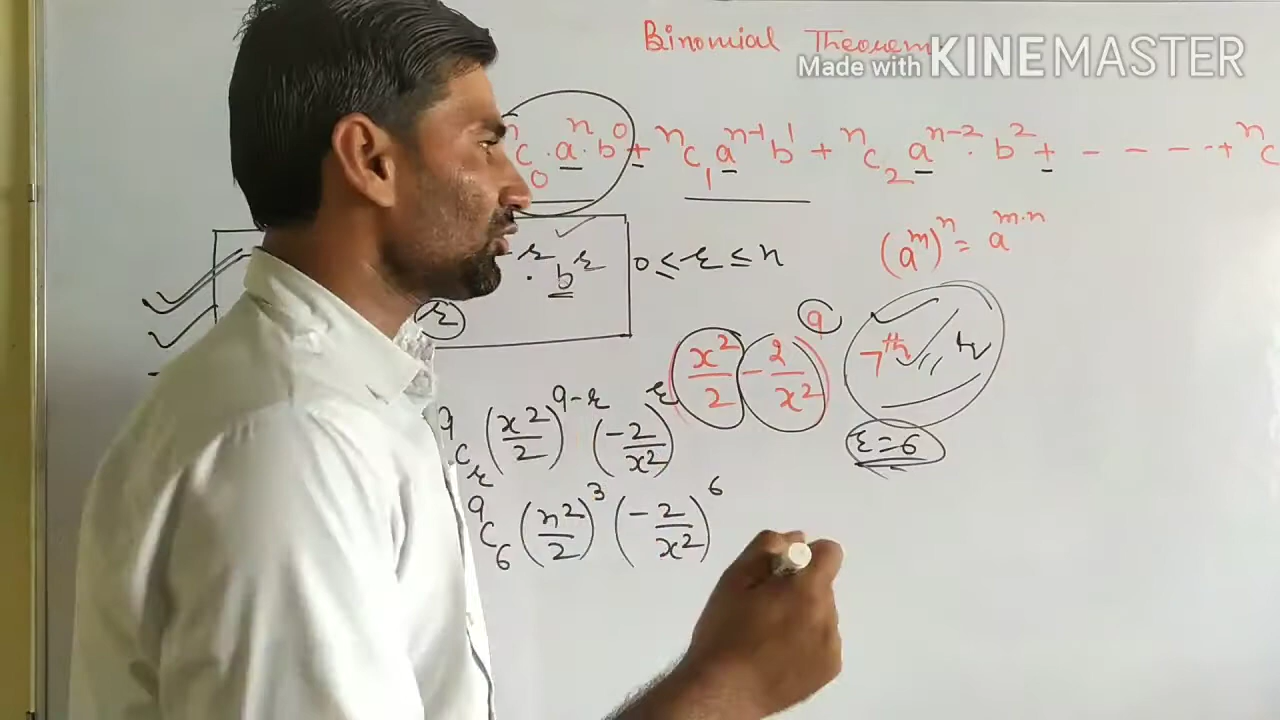 Binomial Theorem
Made with KINEMASTER
ⁿC₀ · aⁿ · b⁰ + ⁿC₁ aⁿ⁻¹ b¹ + ⁿC₂ aⁿ⁻² · b² + - - - - · + ⁿC
(aᵐ)ⁿ = aᵐ·ⁿ
-r · bʳ 0 ≤ r ≤ n
r
(x²/2 - 2/x²)⁹ 7th
⁹Cᵣ (x²/2)⁹⁻ʳ (-2/x²)ʳ r = 6
⁹C₆ (x²/2)³ (-2/x²)⁶